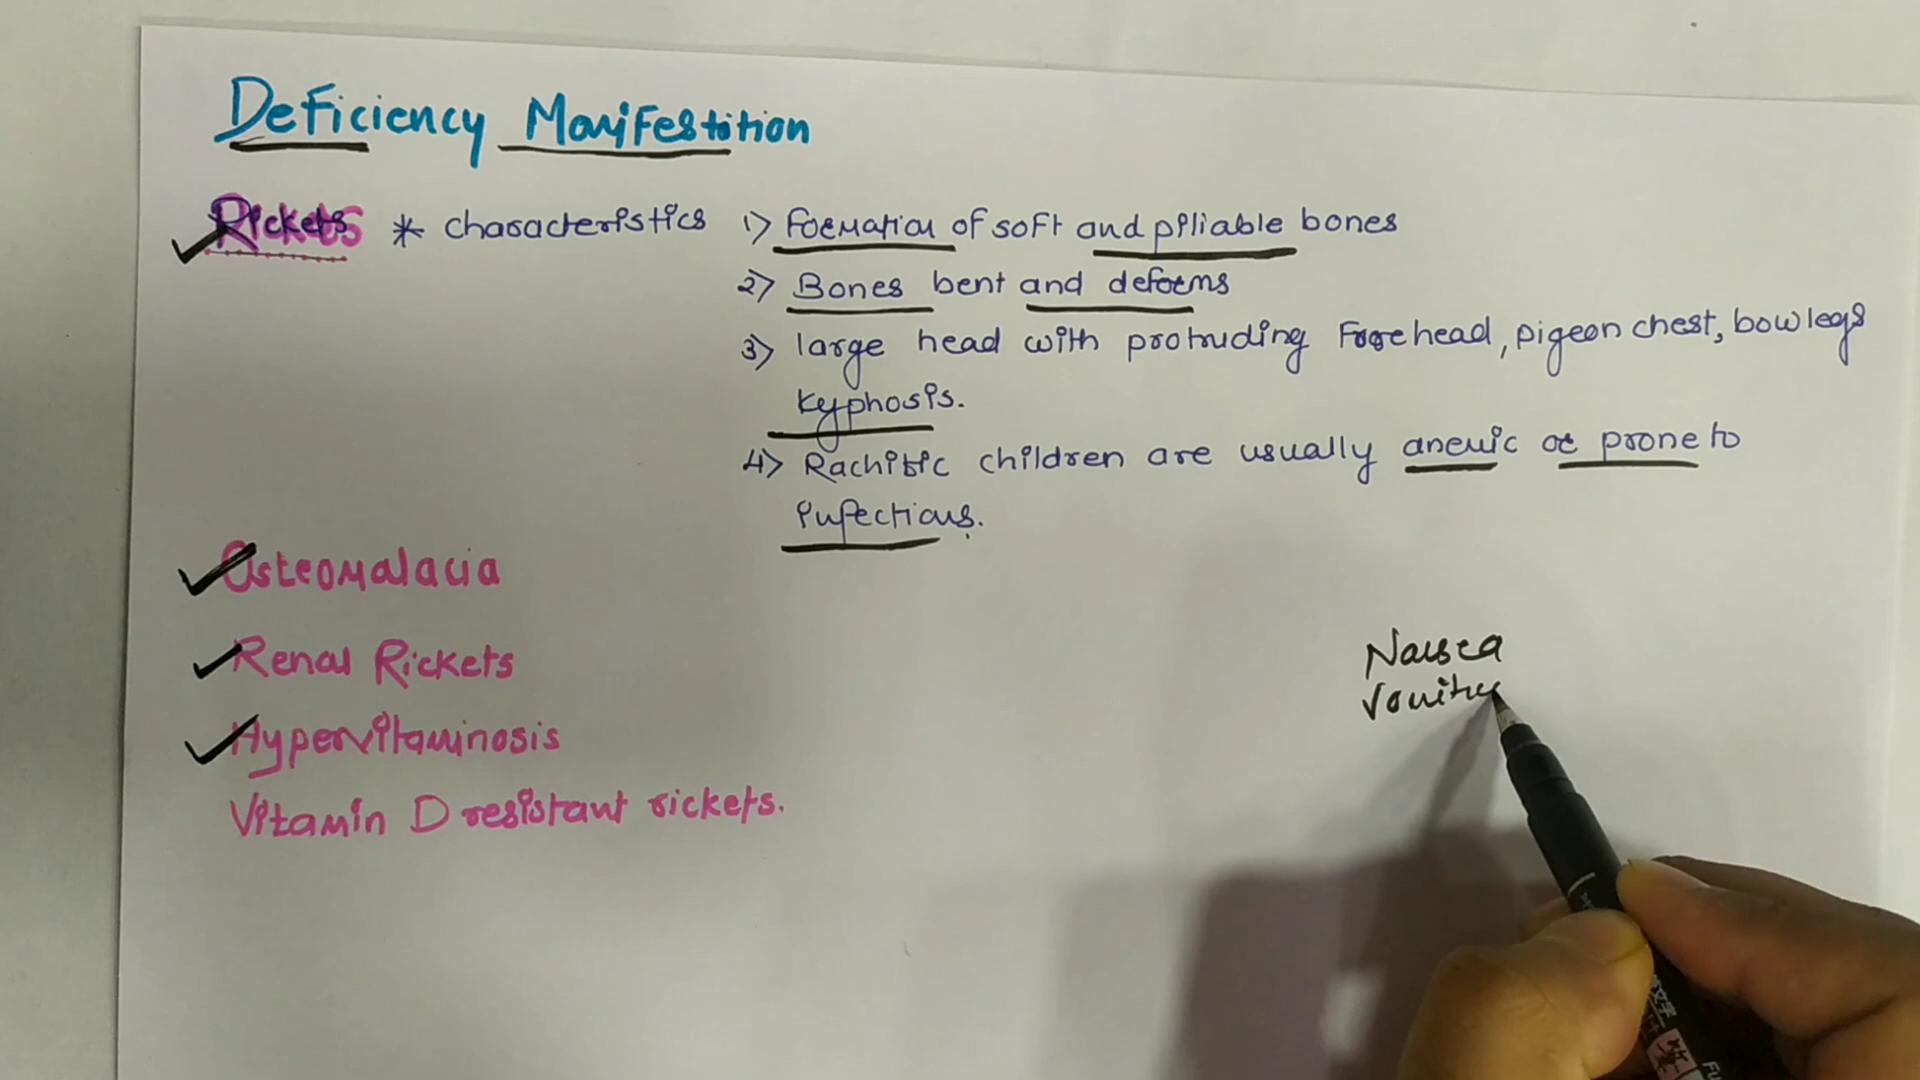 Deficiency Manifestition
Rickets * characteristics 1) Formation of soft and pliable bones
2) Bones bent and deforms
3) large head with protruding Forehead, pigeon chest, bowlegs
kyphosis.
4) Rachitic children are usually anemic or prone to
infections.
Osteomalacia
Renal Rickets
Hypervitaminosis
Vitamin D resistant rickets.
Nausea